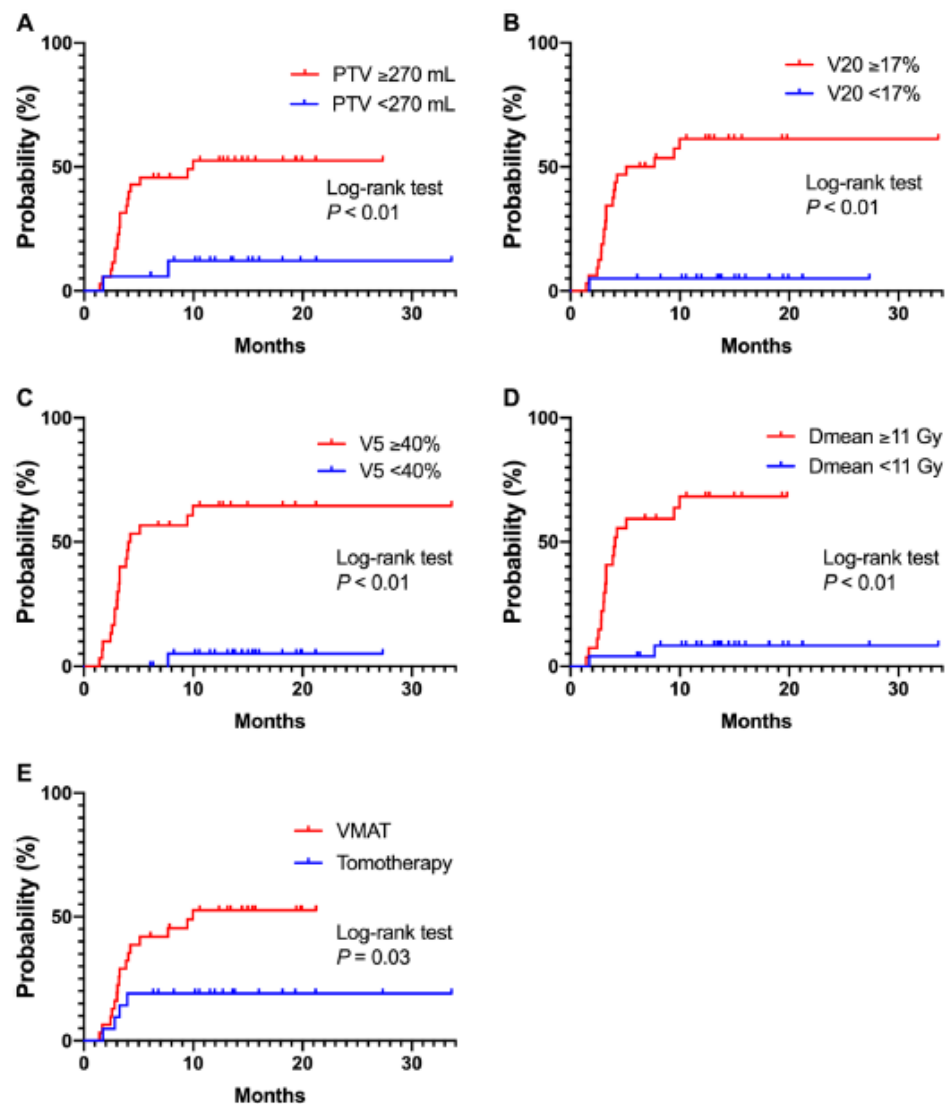 A
100
50
0
Probability (%)
PTV ≥270 mL
PTV <270 mL
Log-rank test
P < 0.01
0 10 20 30
Months
B
100
50
0
Probability (%)
V20 ≥17%
V20 <17%
Log-rank test
P < 0.01
0 10 20 30
Months
C
100
50
0
Probability (%)
V5 ≥40%
V5 <40%
Log-rank test
P < 0.01
0 10 20 30
Months
D
100
50
0
Probability (%)
Dmean ≥11 Gy
Dmean <11 Gy
Log-rank test
P < 0.01
0 10 20 30
Months
E
100
50
0
Probability (%)
VMAT
Tomotherapy
Log-rank test
P = 0.03
0 10 20 30
Months